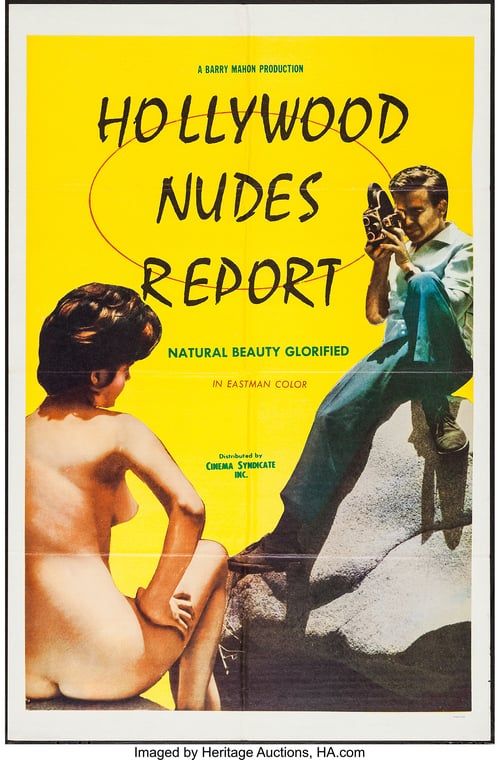 A BARRY MAHON PRODUCTION
HOLLYWOOD
NUDES
REPORT
NATURAL BEAUTY GLORIFIED
IN EASTMAN COLOR
Distributed by
CINEMA SYNDICATE
INC.
Imaged by Heritage Auctions, HA.com